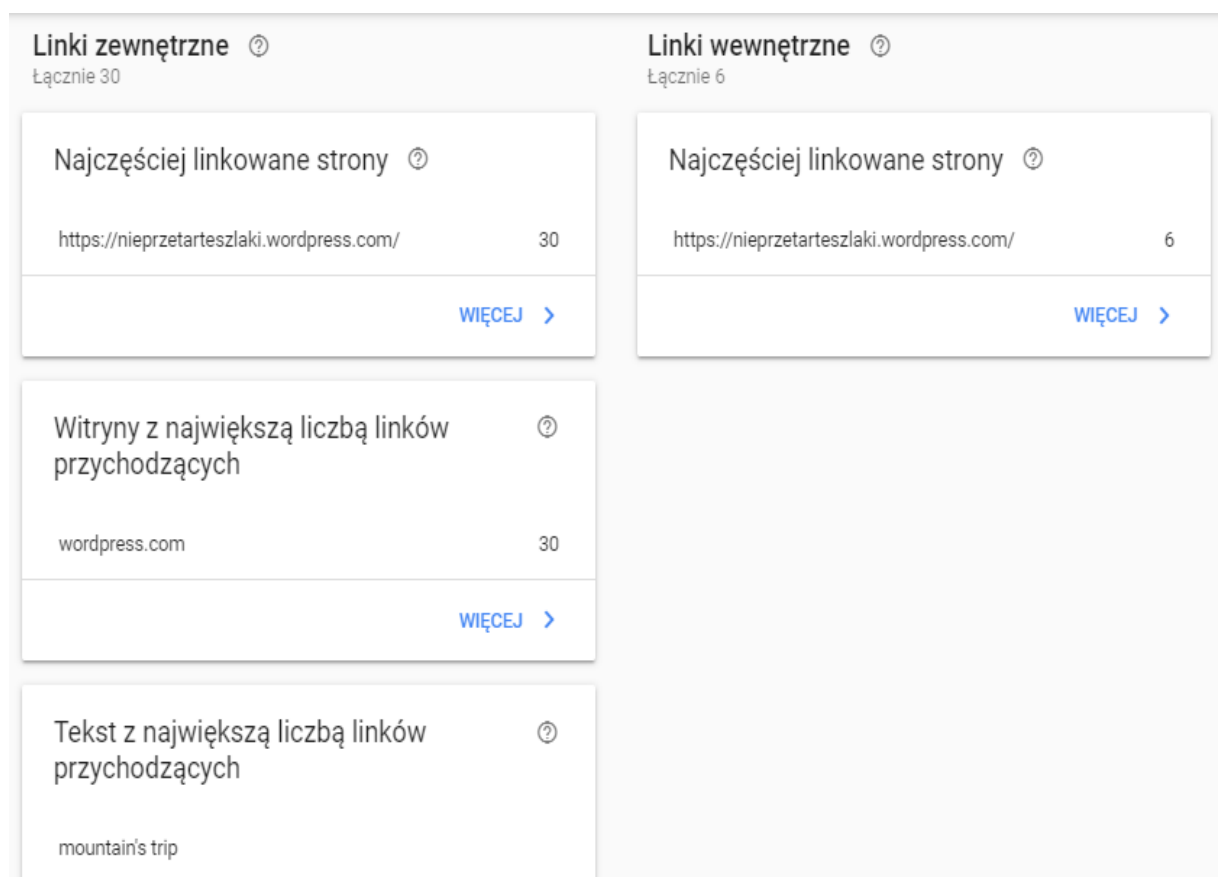 Linki zewnętrzne
Łącznie 30
Najczęściej linkowane strony
https://nieprzetarteszlaki.wordpress.com/ 30
WIĘCEJ
Witryny z największą liczbą linków
przychodzących
wordpress.com 30
WIĘCEJ
Tekst z największą liczbą linków
przychodzących
mountain's trip
Linki wewnętrzne
Łącznie 6
Najczęściej linkowane strony
https://nieprzetarteszlaki.wordpress.com/ 6
WIĘCEJ